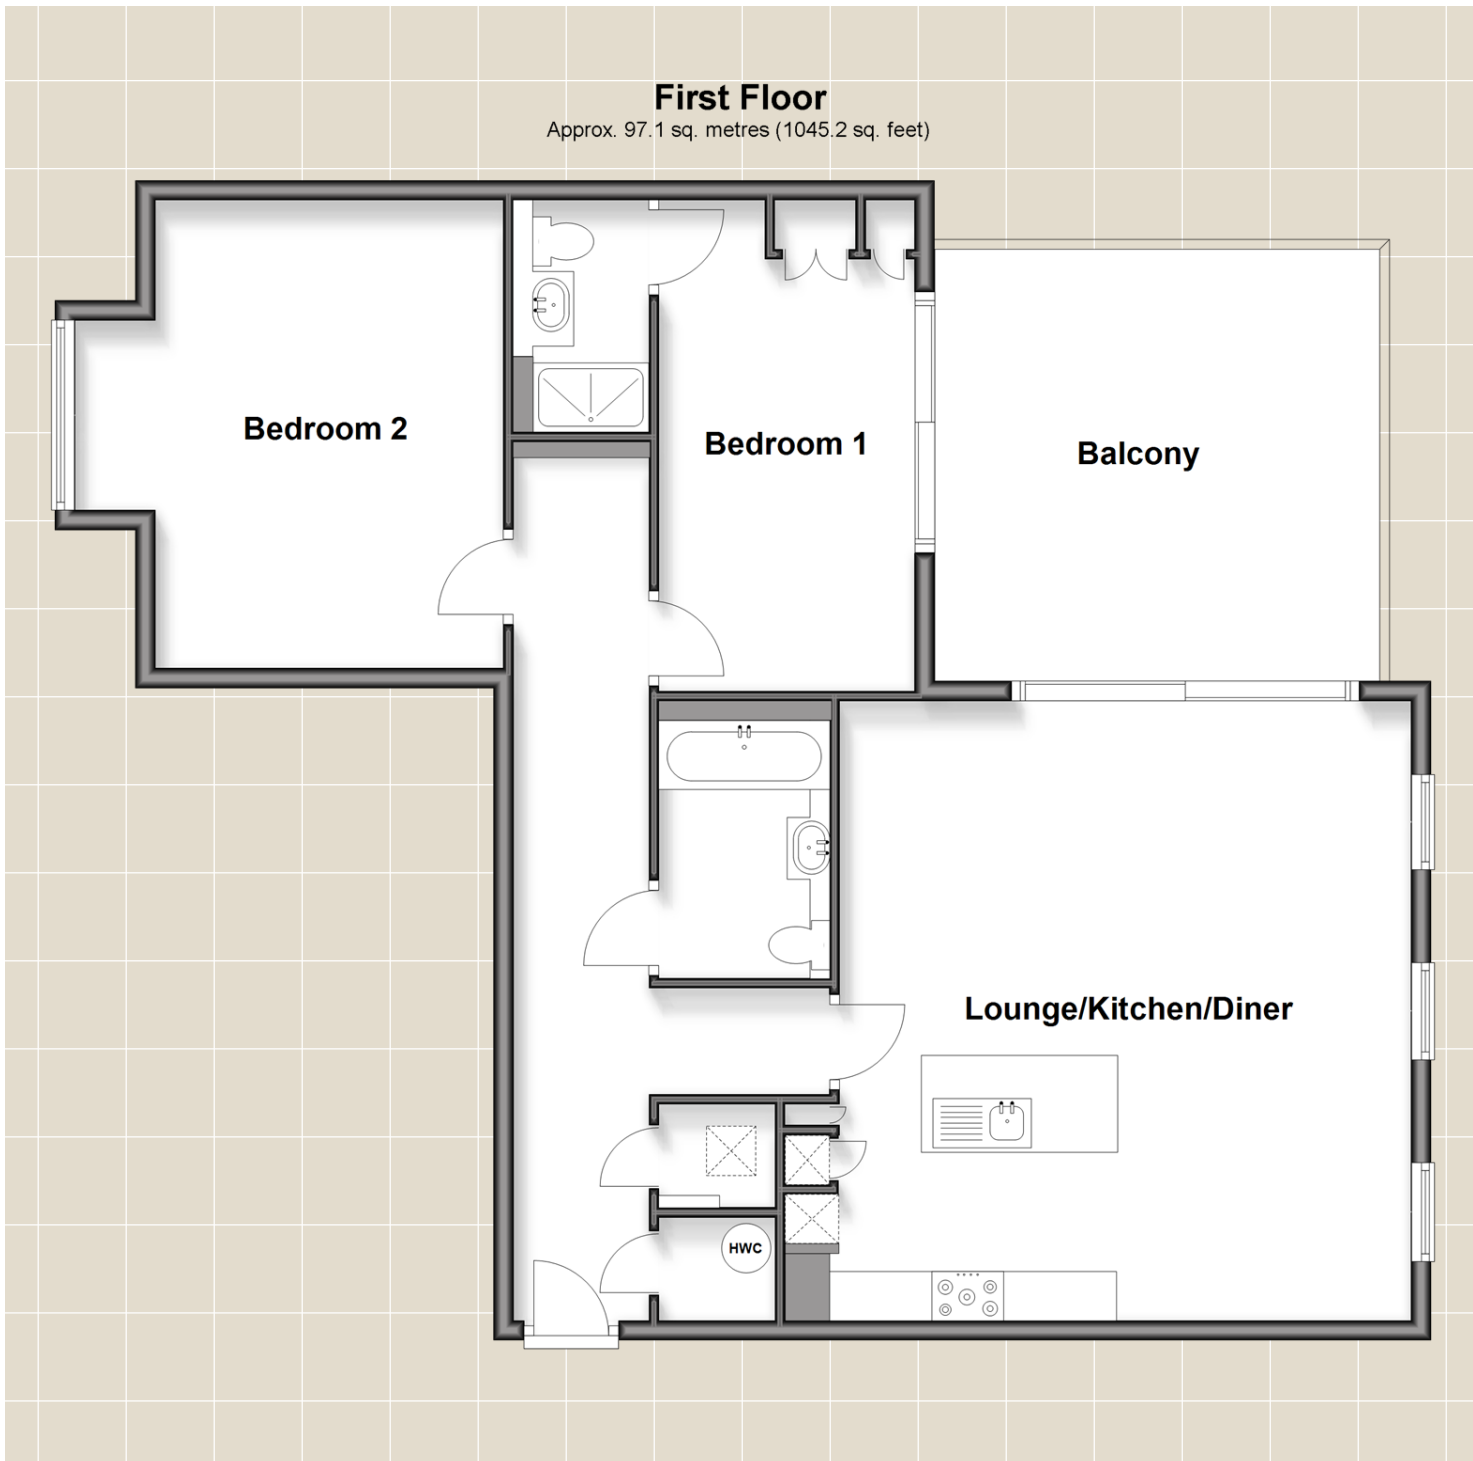 First Floor
Approx. 97.1 sq. metres (1045.2 sq. feet)
Bedroom 2
Bedroom 1
Balcony
Lounge/Kitchen/Diner
HWC